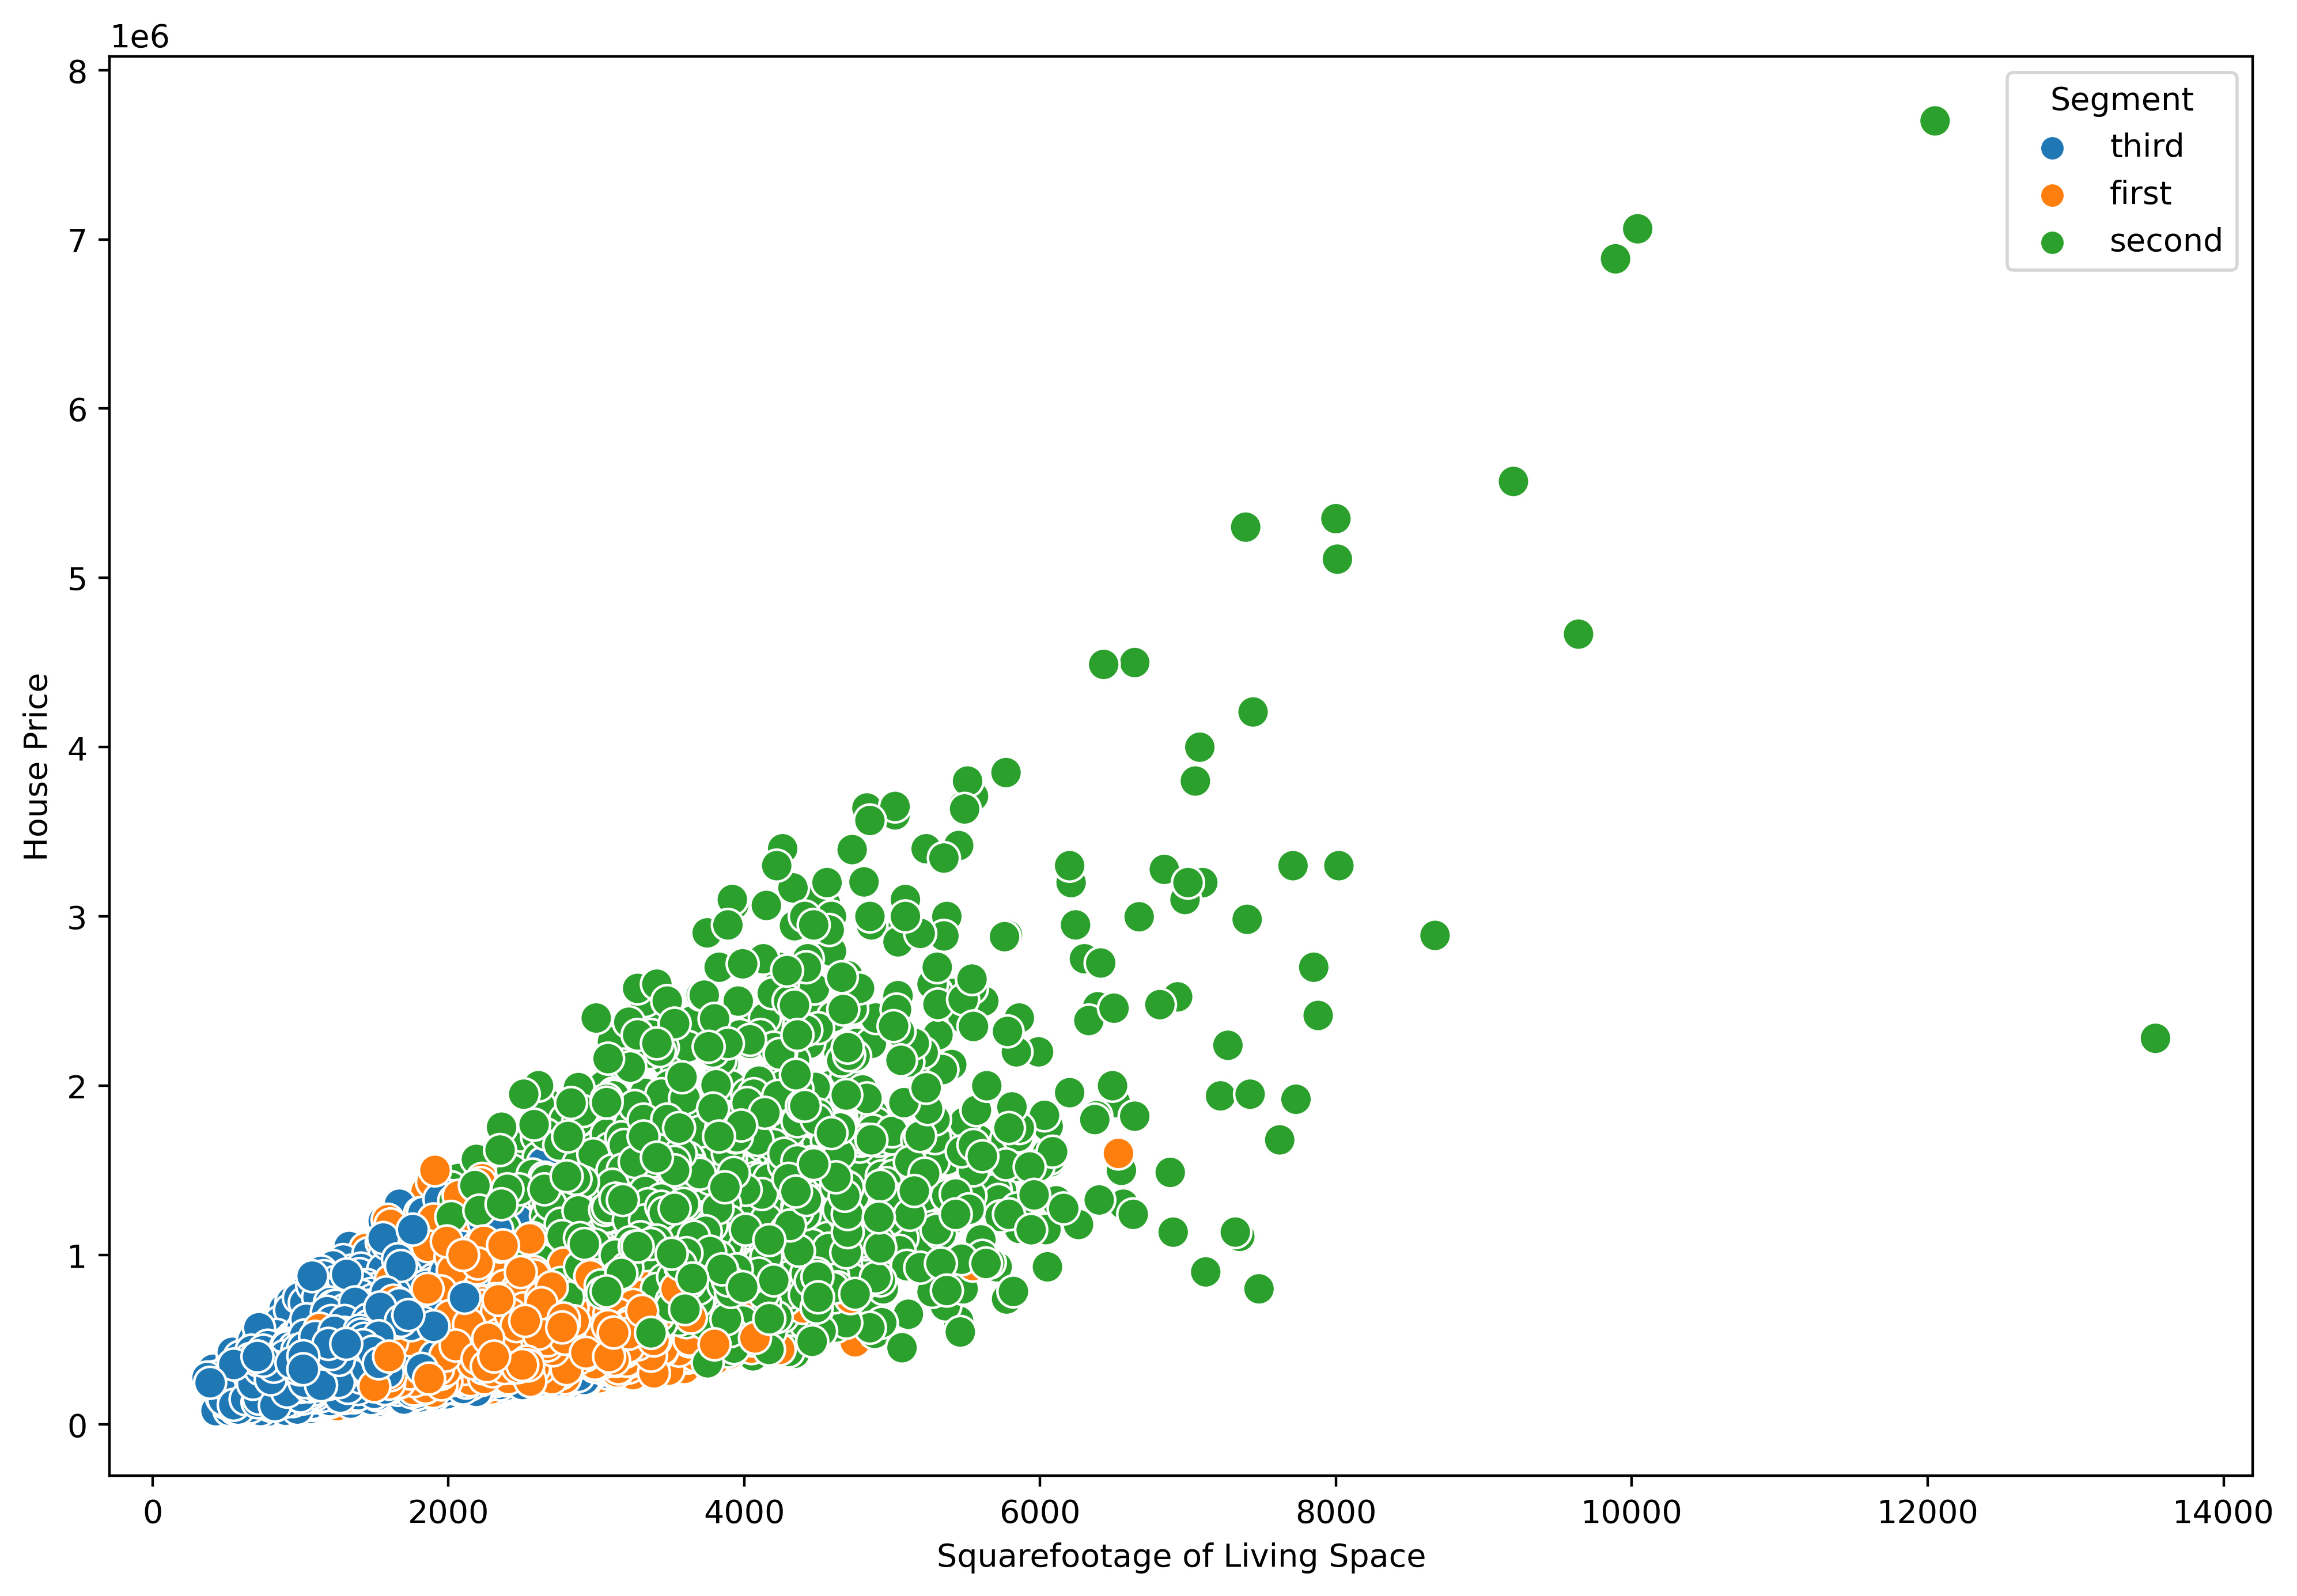 1e6
8
7
6
5
4
3
2
1
0
House Price
Segment
third
first
second
0 2000 4000 6000 8000 10000 12000 14000
Squarefootage of Living Space